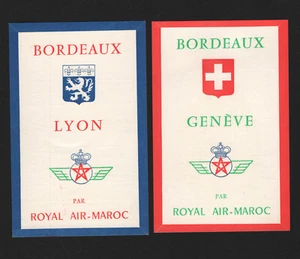 BORDEAUX
LYON
PAR
ROYAL AIR-MAROC
BORDEAUX
GENÈVE
PAR
ROYAL AIR-MAROC